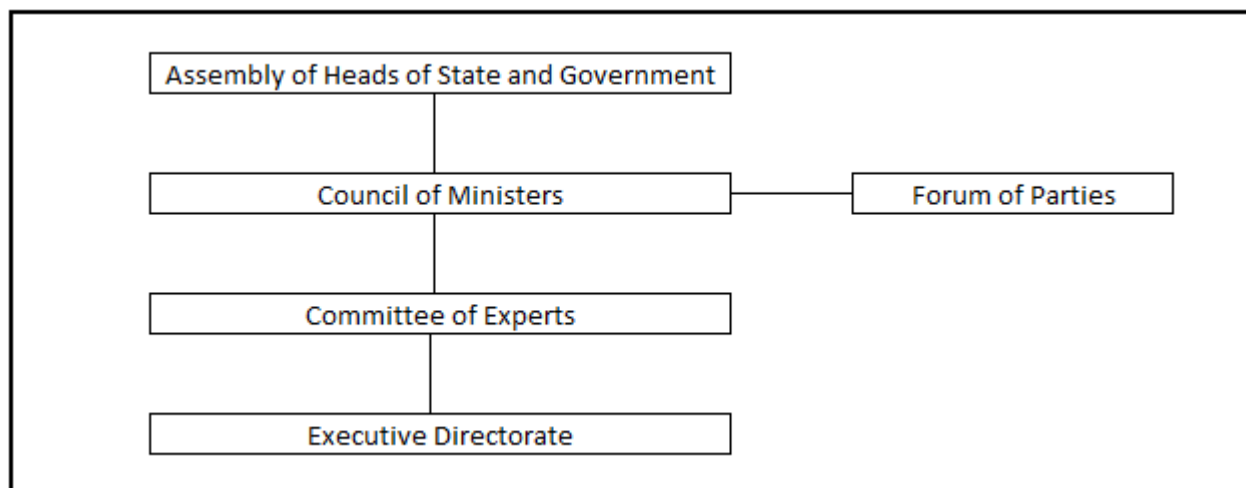 Assembly of Heads of State and Government
Council of Ministers
Forum of Parties
Committee of Experts
Executive Directorate